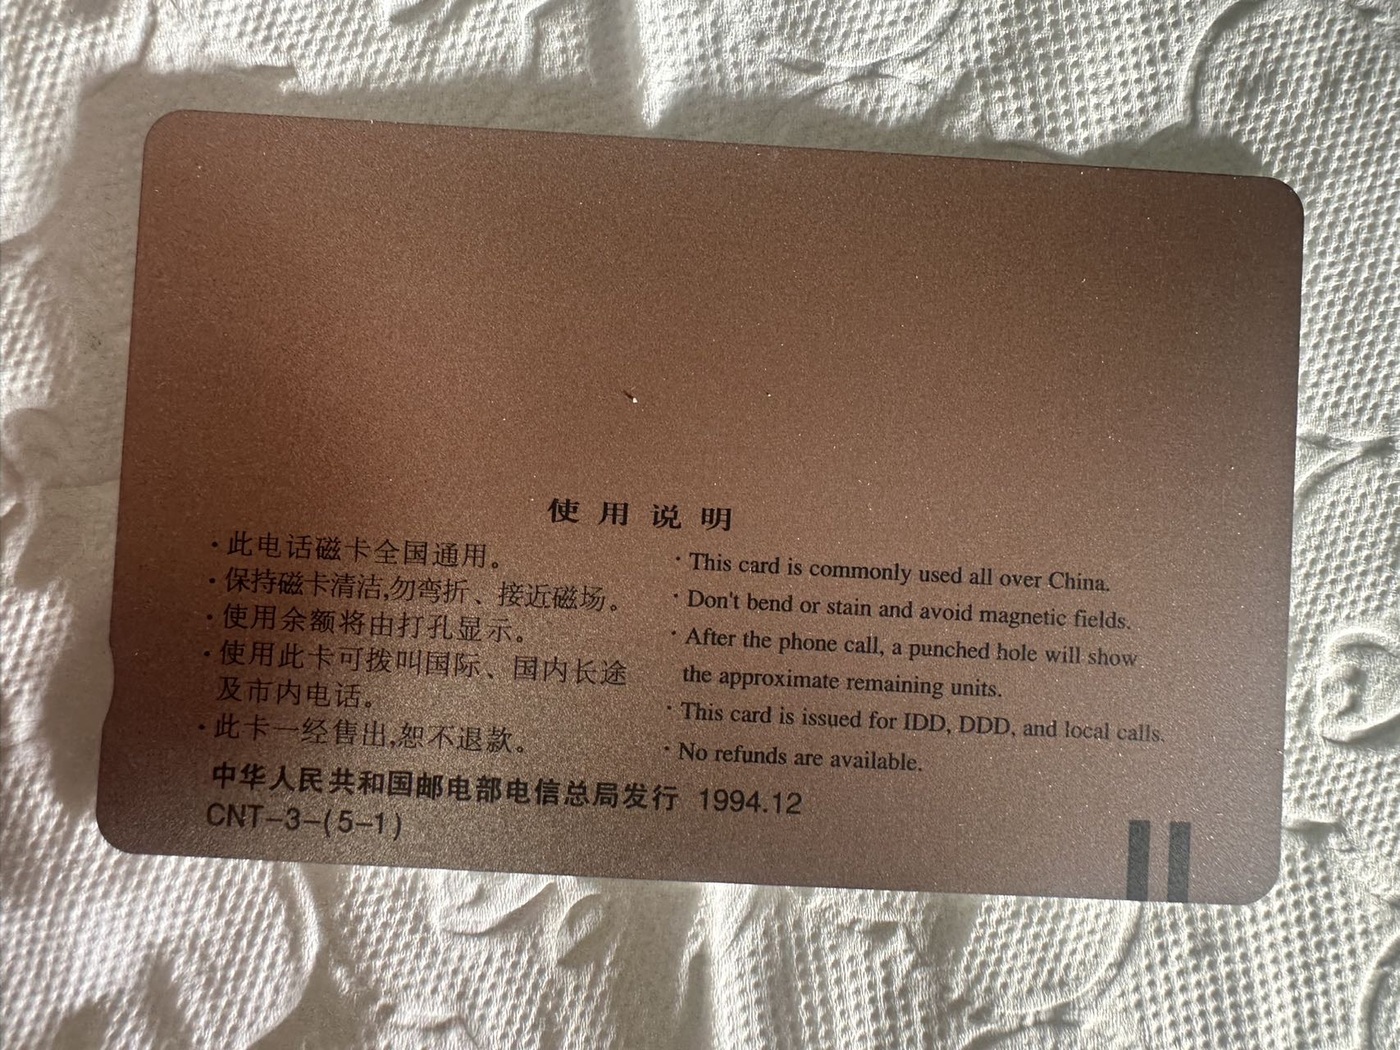 使用说明
·此电话磁卡全国通用。
·保持磁卡清洁,勿弯折、接近磁场。
·使用余额将由打孔显示。
·使用此卡可拨叫国际、国内长途
及市内电话。
·此卡一经售出,恕不退款。
·This card is commonly used all over China.
·Don't bend or stain and avoid magnetic fields.
·After the phone call, a punched hole will show
the approximate remaining units.
·This card is issued for IDD, DDD, and local calls.
·No refunds are available.
中华人民共和国邮电部电信总局发行 1994.12
CNT-3-(5-1)